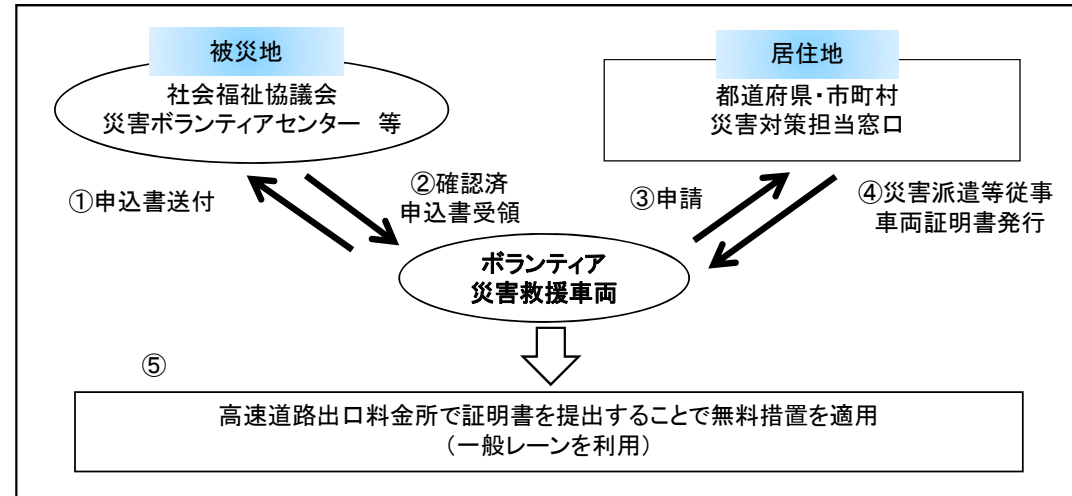 被災地
社会福祉協議会
災害ボランティアセンター 等
居住地
都道府県・市町村
災害対策担当窓口
①申込書送付
②確認済
申込書受領
③申請
④災害派遣等従事
車両証明書発行
ボランティア
災害救援車両
⑤
高速道路出口料金所で証明書を提出することで無料措置を適用
（一般レーンを利用）